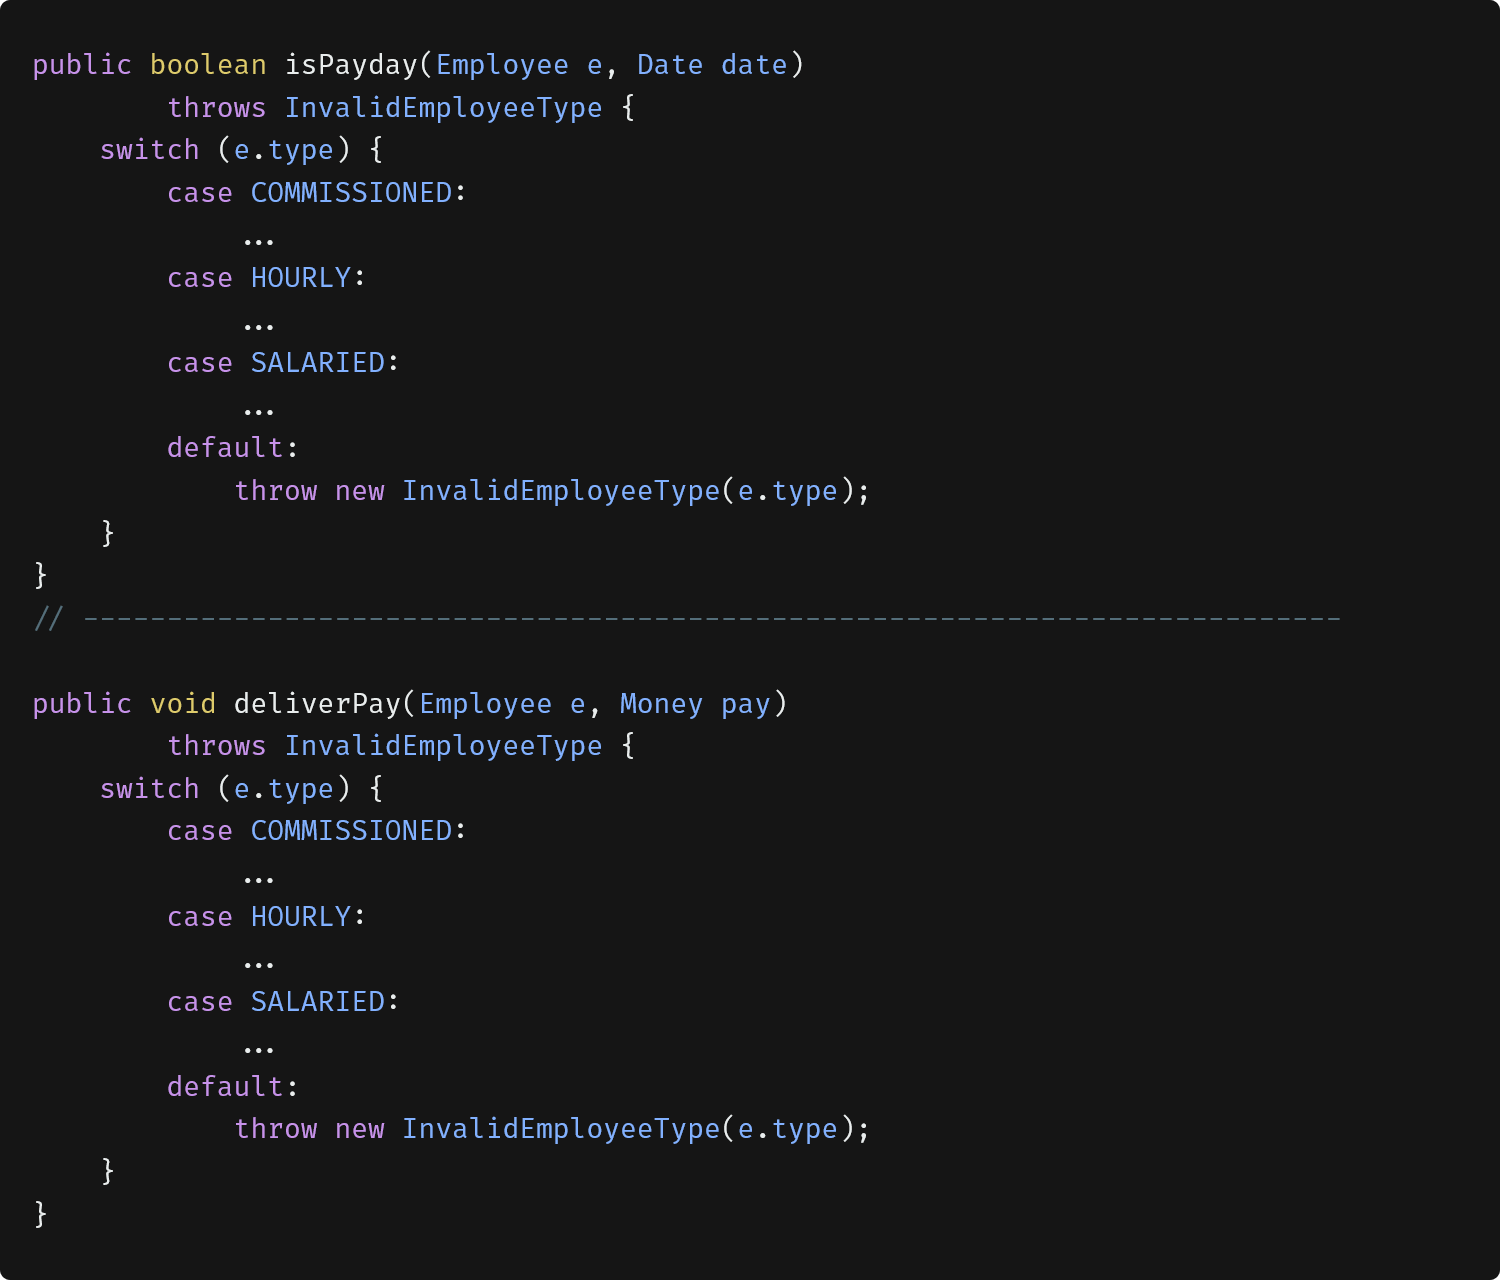 public boolean isPayday(Employee e, Date date)
        throws InvalidEmployeeType {
    switch (e.type) {
        case COMMISSIONED:
            ...
        case HOURLY:
            ...
        case SALARIED:
            ...
        default:
            throw new InvalidEmployeeType(e.type);
    }
}
// ---------------------------------------------------------------------------

public void deliverPay(Employee e, Money pay)
        throws InvalidEmployeeType {
    switch (e.type) {
        case COMMISSIONED:
            ...
        case HOURLY:
            ...
        case SALARIED:
            ...
        default:
            throw new InvalidEmployeeType(e.type);
    }
}